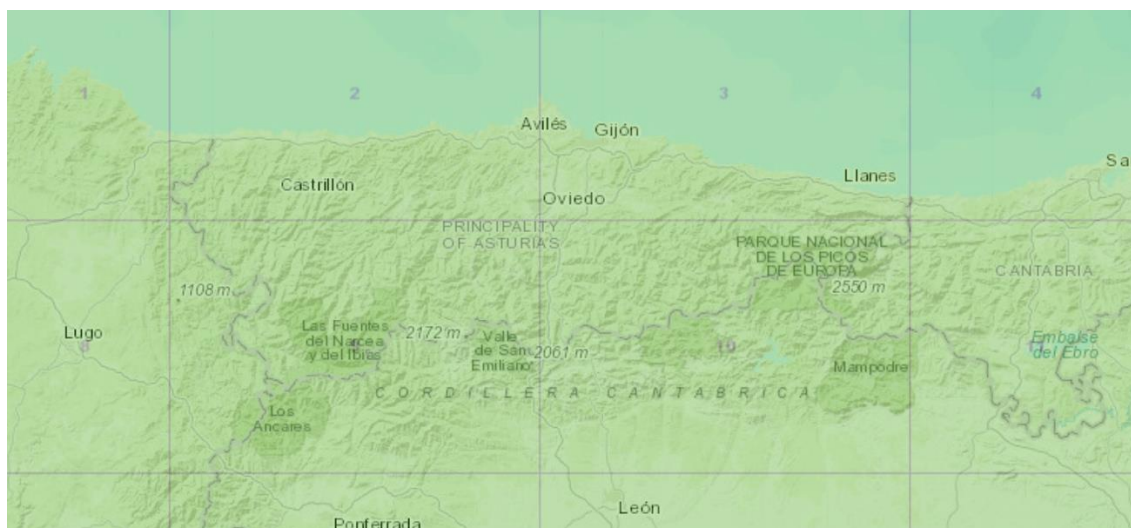 1
2
3
4
Avilés
Gijón
Castrillón
Llanes
Sa
Oviedo
PRINCIPALITY
OF ASTURIAS
PARQUE NACIONAL
DE LOS PICOS
DE EUROPA
CANTABRIA
1108 m
2550 m
Lugo
Las Fuentes
del Narcea
y del Ibias
2172 m
Valle
de San
Emiliano
2061 m
10
Embalse
del Ebro
Mampodre
CORDILLERA CANTABRICA
Los
Ancares
León
Ponferrada